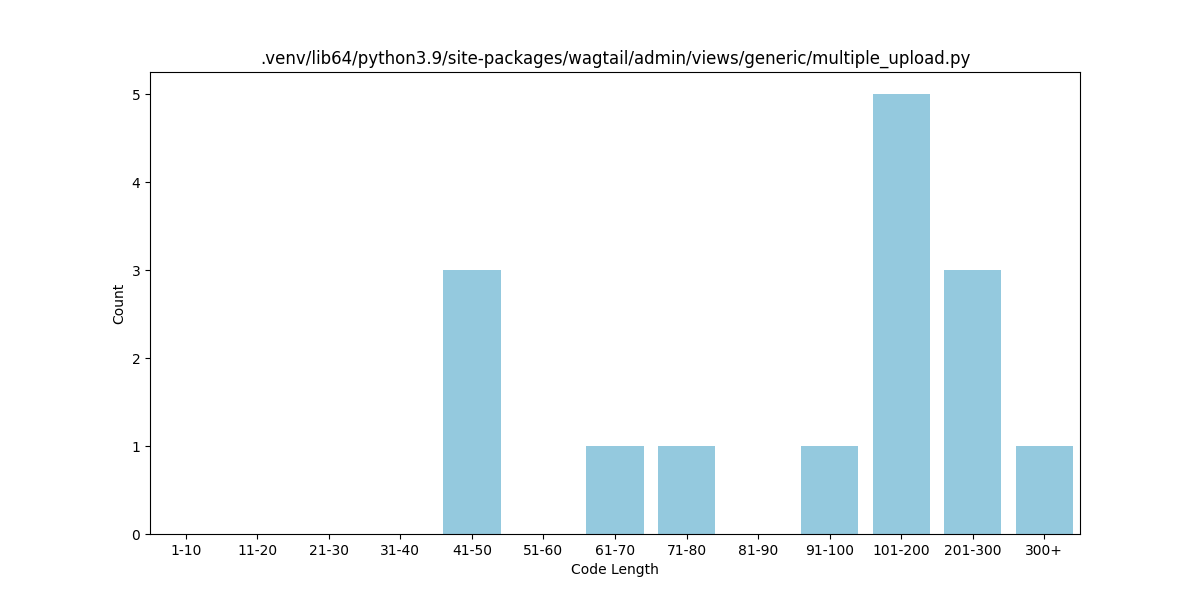 .venv/lib64/python3.9/site-packages/wagtail/admin/views/generic/multiple_upload.py
5
4
3
2
1
0
Count
1-10 11-20 21-30 31-40 41-50 51-60 61-70 71-80 81-90 91-100 101-200 201-300 300+
Code Length